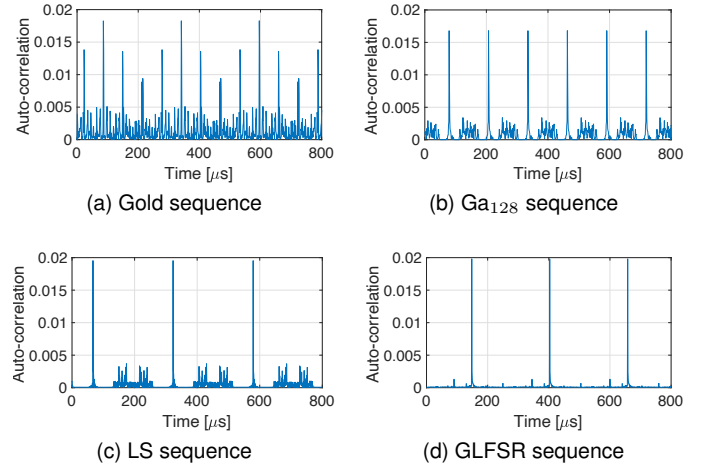 0.02
0.015
0.01
0.005
0
Auto-correlation
0 200 400 600 800
Time [μs]
(a) Gold sequence
0.02
0.015
0.01
0.005
0
Auto-correlation
0 200 400 600 800
Time [μs]
(b) Ga128 sequence
0.02
0.015
0.01
0.005
0
Auto-correlation
0 200 400 600 800
Time [μs]
(c) LS sequence
0.02
0.015
0.01
0.005
0
Auto-correlation
0 200 400 600 800
Time [μs]
(d) GLFSR sequence